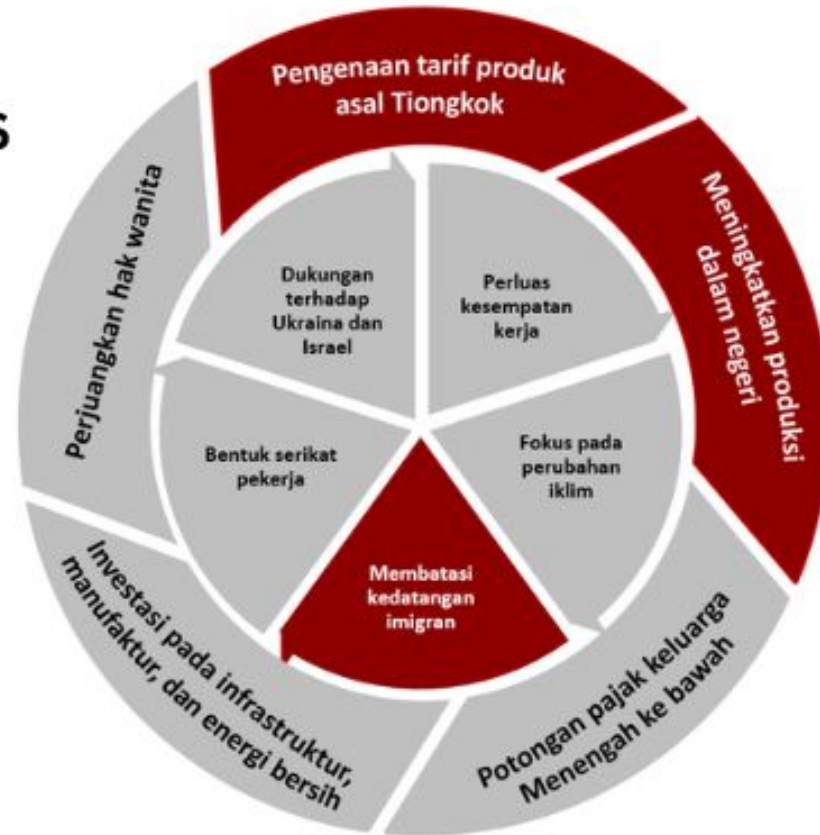 S
Pengenaan tarif produk
asal Tiongkok
Meningkatkan produksi
dalam negeri
Potongan pajak keluarga
Menengah ke bawah
Investasi pada infrastruktur,
manufaktur, dan energi bersih
Perjuangkan hak wanita
Dukungan
terhadap
Ukraina dan
Israel
Perluas
kesempatan
kerja
Fokus pada
perubahan
iklim
Membatasi
kedatangan
imigran
Bentuk serikat
pekerja